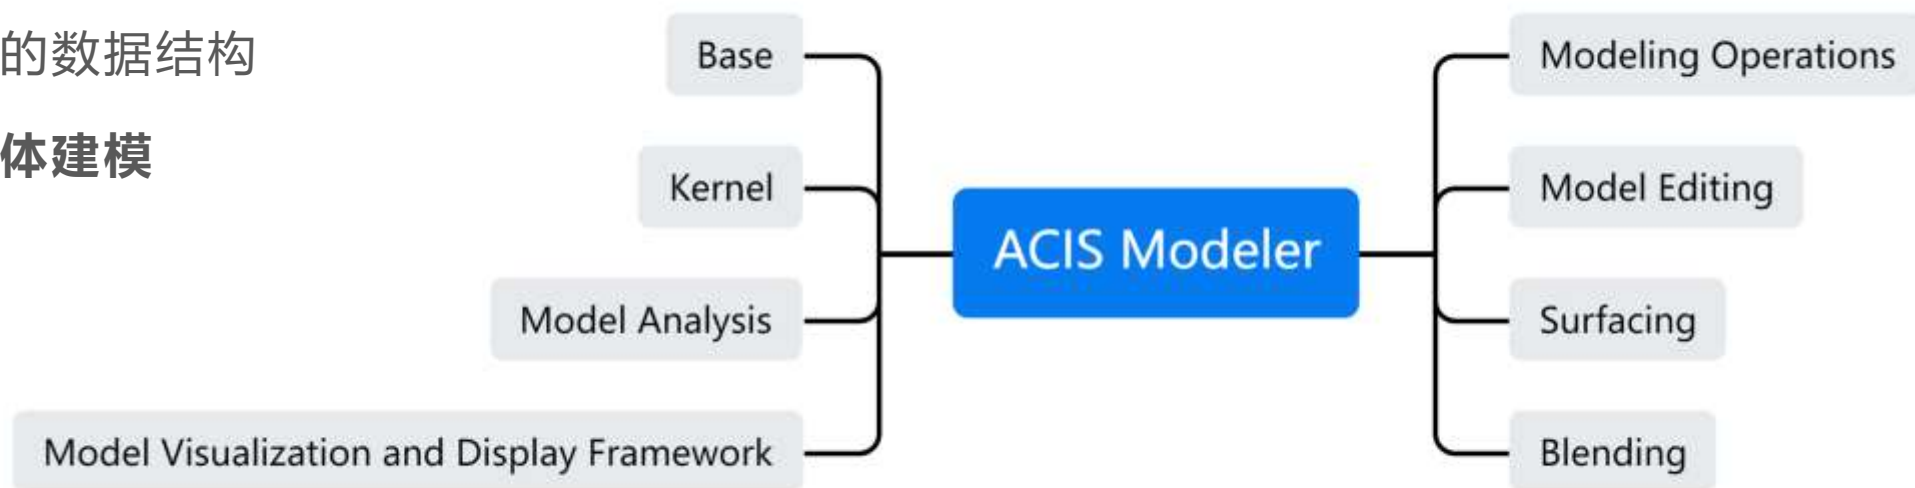 的数据结构
体建模
Base
Kernel
Model Analysis
Model Visualization and Display Framework
ACIS Modeler
Modeling Operations
Model Editing
Surfacing
Blending